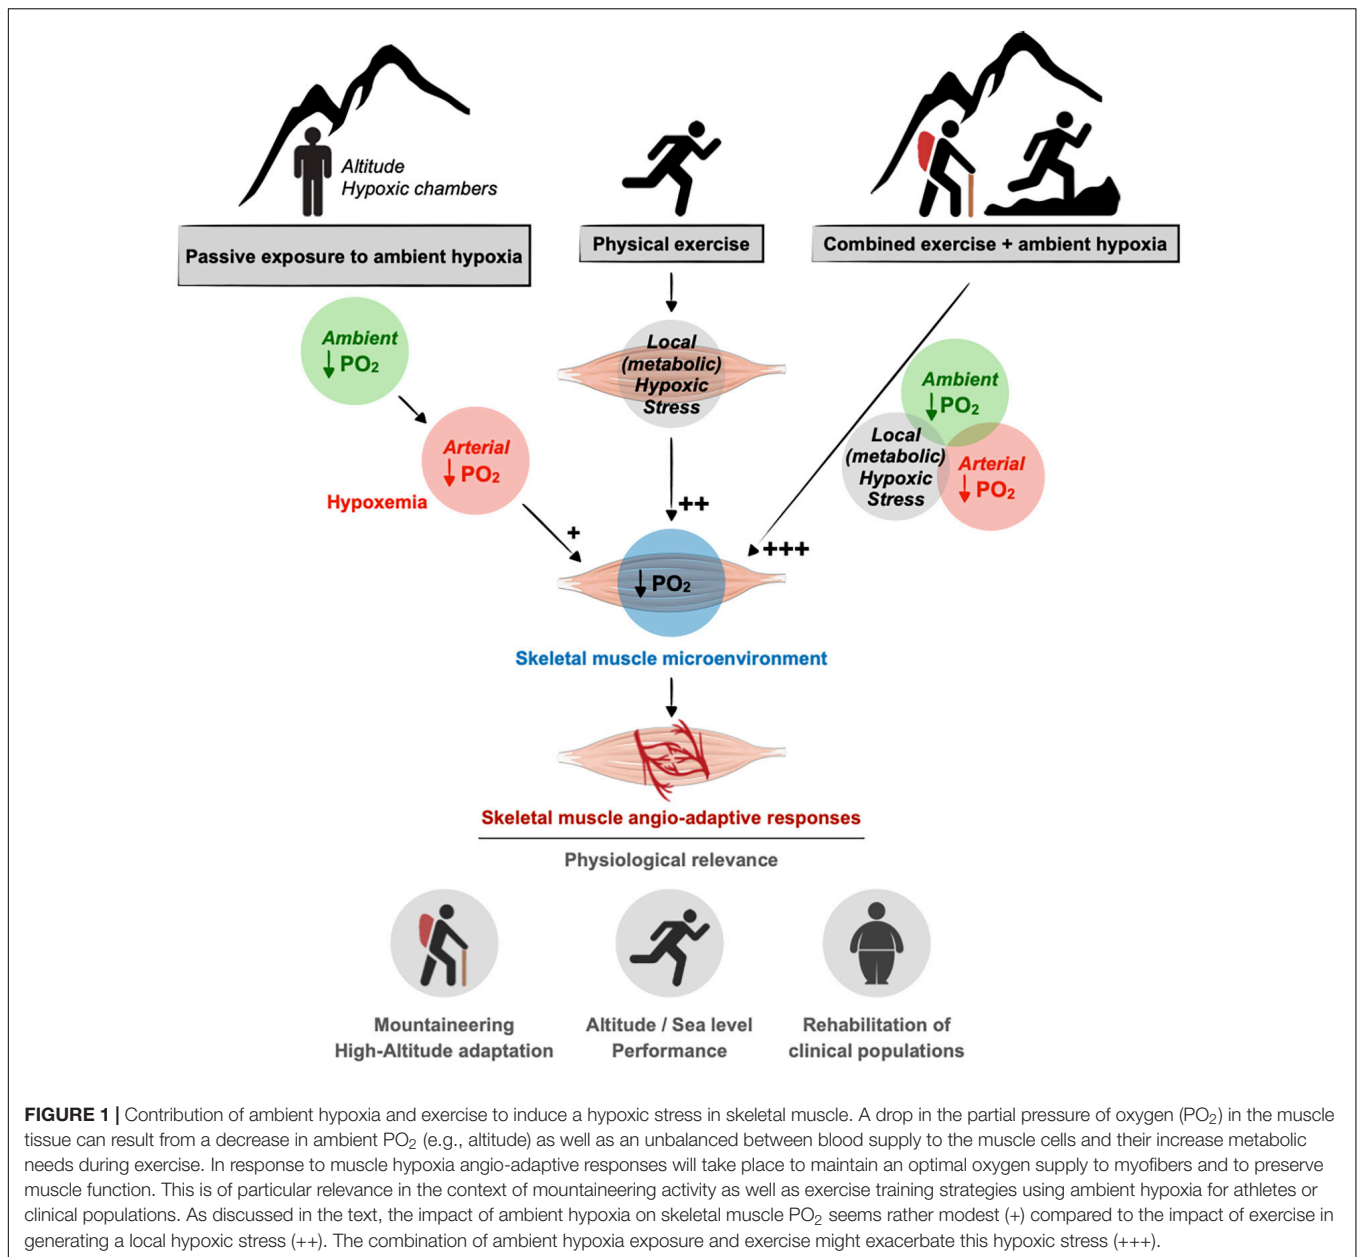 Altitude
Hypoxic chambers
Passive exposure to ambient hypoxia
Physical exercise
Combined exercise + ambient hypoxia
Ambient
↓ PO₂
Arterial
↓ PO₂
Hypoxemia
+
Local
(metabolic)
Hypoxic
Stress
++
Ambient
↓ PO₂
Local
(metabolic)
Hypoxic
Stress
Arterial
↓ PO₂
+++
↓ PO₂
Skeletal muscle microenvironment
Skeletal muscle angio-adaptive responses
Physiological relevance
Mountaineering
High-Altitude adaptation
Altitude / Sea level
Performance
Rehabilitation of
clinical populations
FIGURE 1 | Contribution of ambient hypoxia and exercise to induce a hypoxic stress in skeletal muscle. A drop in the partial pressure of oxygen (PO₂) in the muscle
tissue can result from a decrease in ambient PO₂ (e.g., altitude) as well as an unbalanced between blood supply to the muscle cells and their increase metabolic
needs during exercise. In response to muscle hypoxia angio-adaptive responses will take place to maintain an optimal oxygen supply to myofibers and to preserve
muscle function. This is of particular relevance in the context of mountaineering activity as well as exercise training strategies using ambient hypoxia for athletes or
clinical populations. As discussed in the text, the impact of ambient hypoxia on skeletal muscle PO₂ seems rather modest (+) compared to the impact of exercise in
generating a local hypoxic stress (++). The combination of ambient hypoxia exposure and exercise might exacerbate this hypoxic stress (+++).